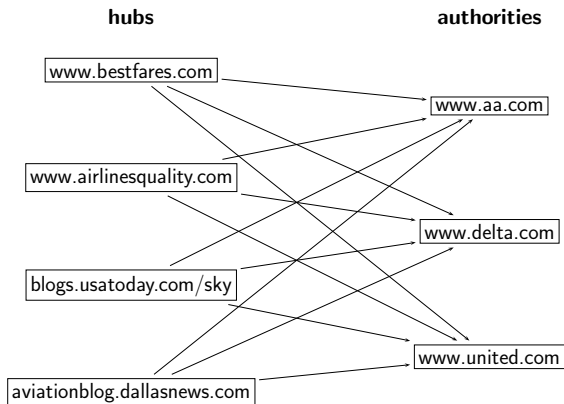 hubs
authorities
www.bestfares.com
www.aa.com
www.airlinesquality.com
www.delta.com
blogs.usatoday.com/sky
www.united.com
aviationblog.dallasnews.com